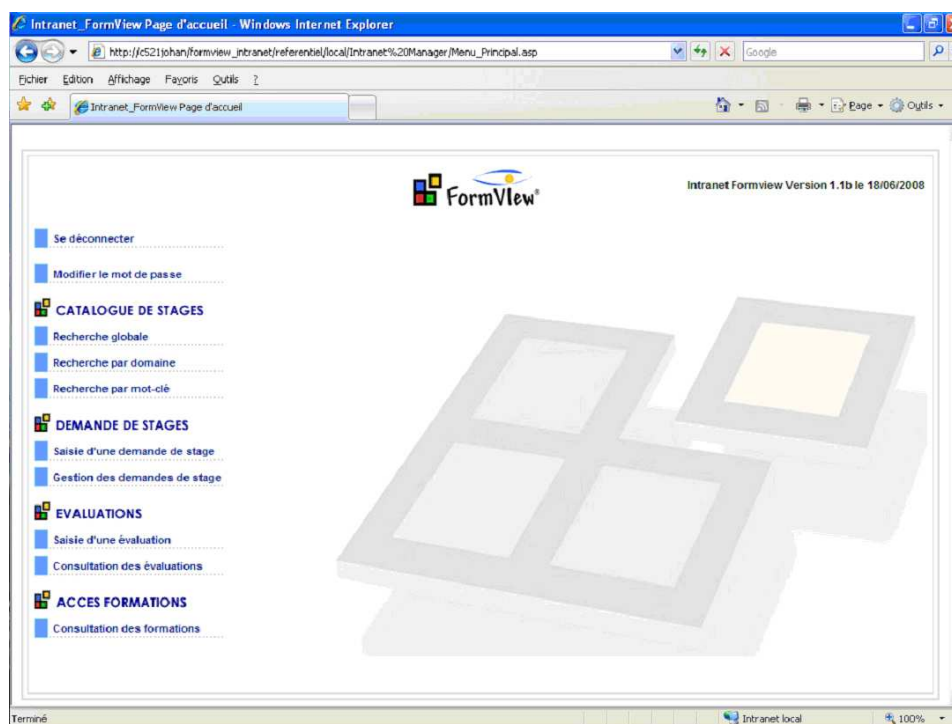 Intranet_FormView Page d'accueil - Windows Internet Explorer
http://c521johan/formview_intranet/referentiel/local/Intranet%20Manager/Menu_Principal.asp
Google
Fichier Edition Affichage Favoris Outils ?
Intranet_FormView Page d'accueil
Page Outils
FormView®
Intranet Formview Version 1.1b le 18/06/2008
Se déconnecter
Modifier le mot de passe
CATALOGUE DE STAGES
Recherche globale
Recherche par domaine
Recherche par mot-clé
DEMANDE DE STAGES
Saisie d'une demande de stage
Gestion des demandes de stage
EVALUATIONS
Saisie d'une évaluation
Consultation des évaluations
ACCES FORMATIONS
Consultation des formations
Terminé
Intranet local
100%